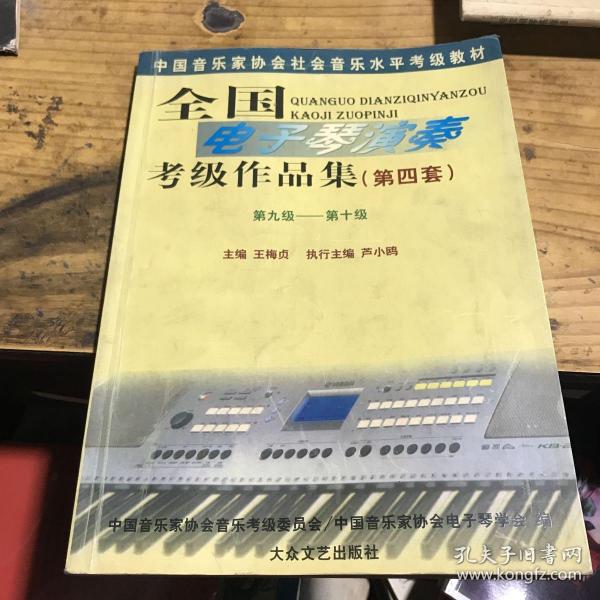 中国音乐家协会社会音乐水平考级教材
全国
QUANGUO DIANZIQINYANZOU
KAOJI ZUOPINJI
电子琴演奏
考级作品集(第四套)
第九级——第十级
主编 王梅贞 执行主编 芦小鸥
YAMAHA
中国音乐家协会音乐考级委员会/中国音乐家协会电子琴学会 编
大众文艺出版社
孔夫子旧书网
www.kongfz.com